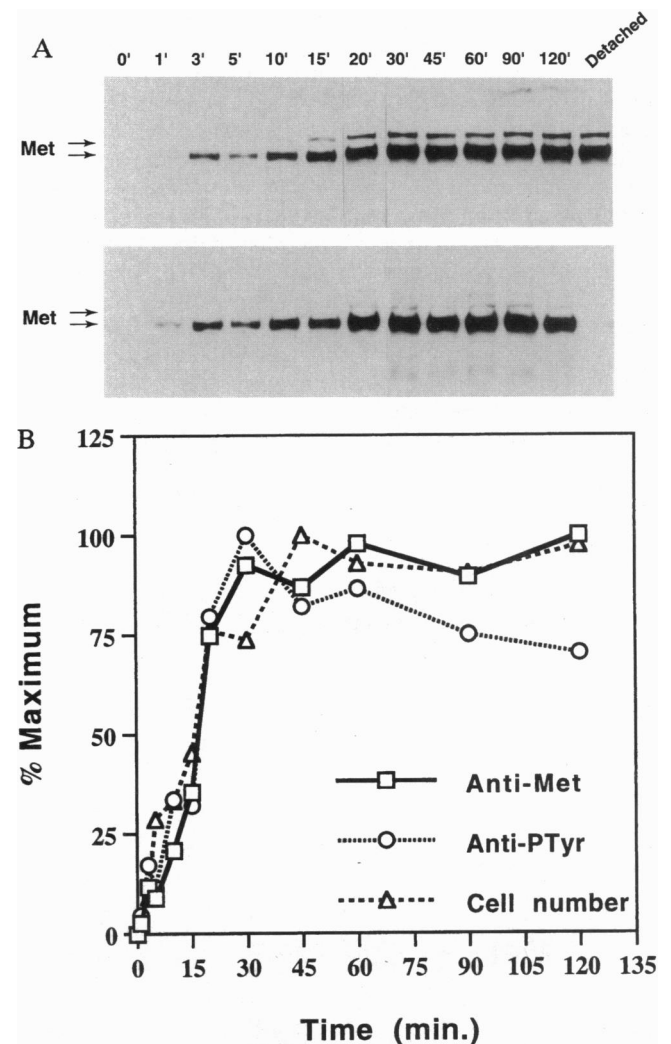 A
0' 1' 3' 5' 10' 15' 20' 30' 45' 60' 90' 120' Detached
Met
Met
B
125
100
75
50
25
0
% Maximum
Anti-Met
Anti-PTyr
Cell number
0 15 30 45 60 75 90 105 120 135
Time (min.)